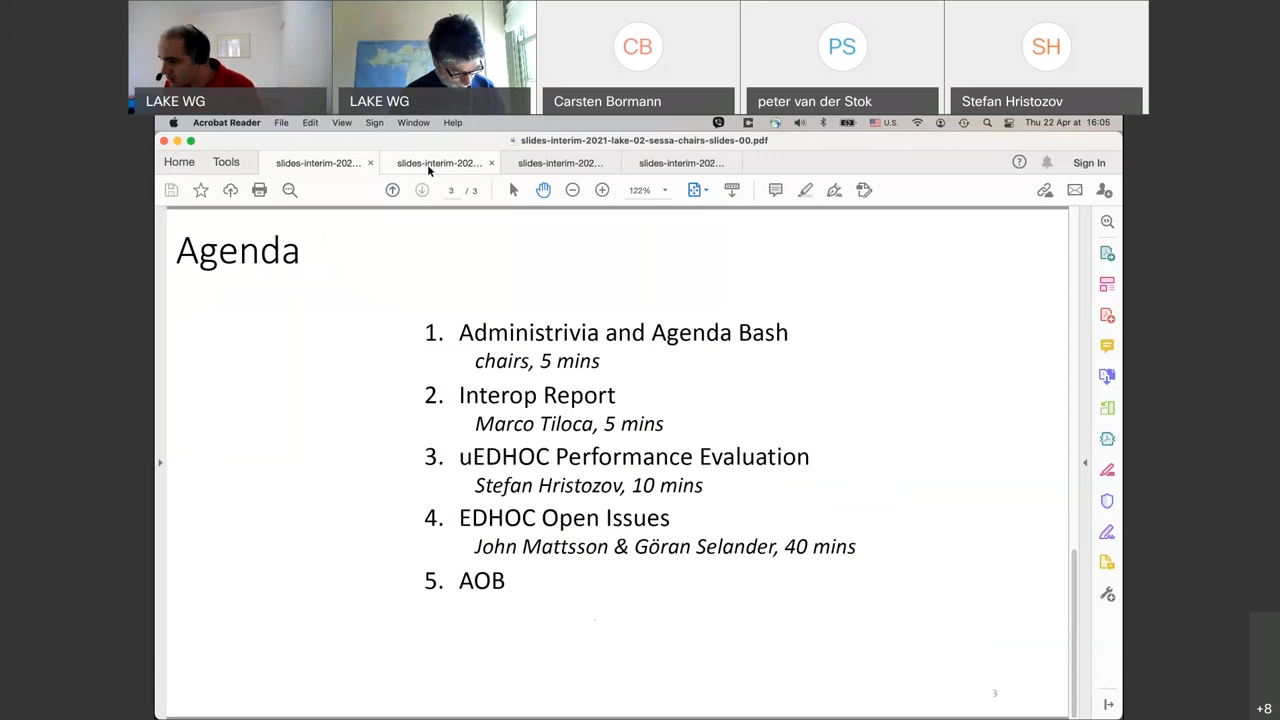 CB
PS
SH
LAKE WG
LAKE WG
Carsten Bormann
peter van der Stok
Stefan Hristozov
Acrobat Reader File Edit View Sign Window Help
U.S.
Thu 22 Apr at 16:05
slides-interim-2021-lake-02-sessa-chairs-slides-00.pdf
Home Tools
slides-interim-202... ×
slides-interim-202... ×
slides-interim-202...
slides-interim-202...
Sign In
3 / 3
122%
Agenda
1. Administrivia and Agenda Bash
chairs, 5 mins
2. Interop Report
Marco Tiloca, 5 mins
3. uEDHOC Performance Evaluation
Stefan Hristozov, 10 mins
4. EDHOC Open Issues
John Mattsson & Göran Selander, 40 mins
5. AOB
3
+8